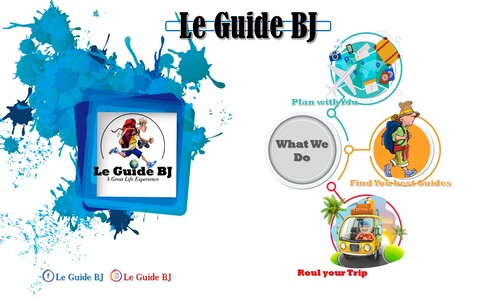 Le Guide BJ
Plan with You
What We
Do
Le Guide BJ
A Great Life Experience
Find You best Guides
Roul your Trip
Le Guide BJ
Le Guide BJ